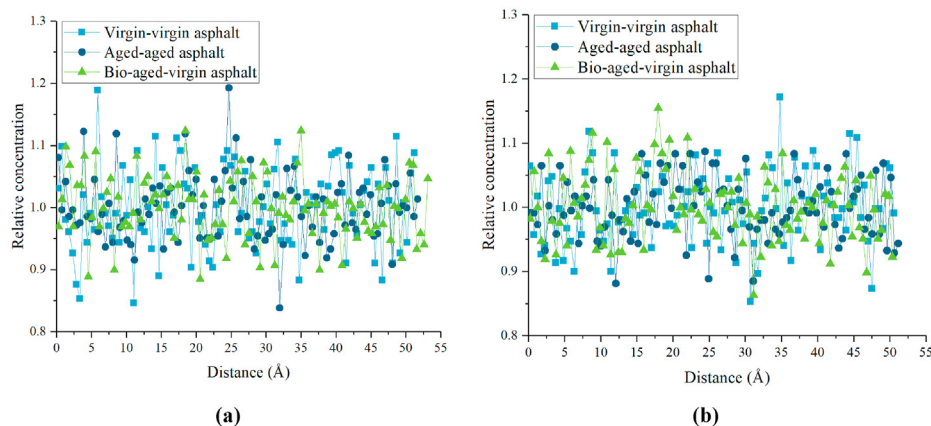 1.3
1.2
1.1
1.0
0.9
0.8
Relative concentration
Virgin-virgin asphalt
Aged-aged asphalt
Bio-aged-virgin asphalt
0 5 10 15 20 25 30 35 40 45 50 55
Distance (Å)
(a)
1.3
1.2
1.1
1.0
0.9
0.8
Relative concentration
Virgin-virgin asphalt
Aged-aged asphalt
Bio-aged-virgin asphalt
0 5 10 15 20 25 30 35 40 45 50 55
Distance (Å)
(b)